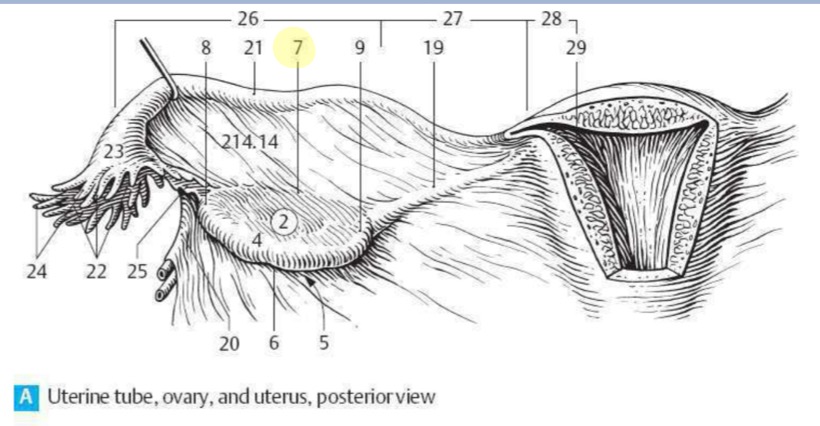 26 27 28
8 21 7 9 19 29
214.14
23
2
4
24 22 25
20 6 5
A Uterine tube, ovary, and uterus, posterior view